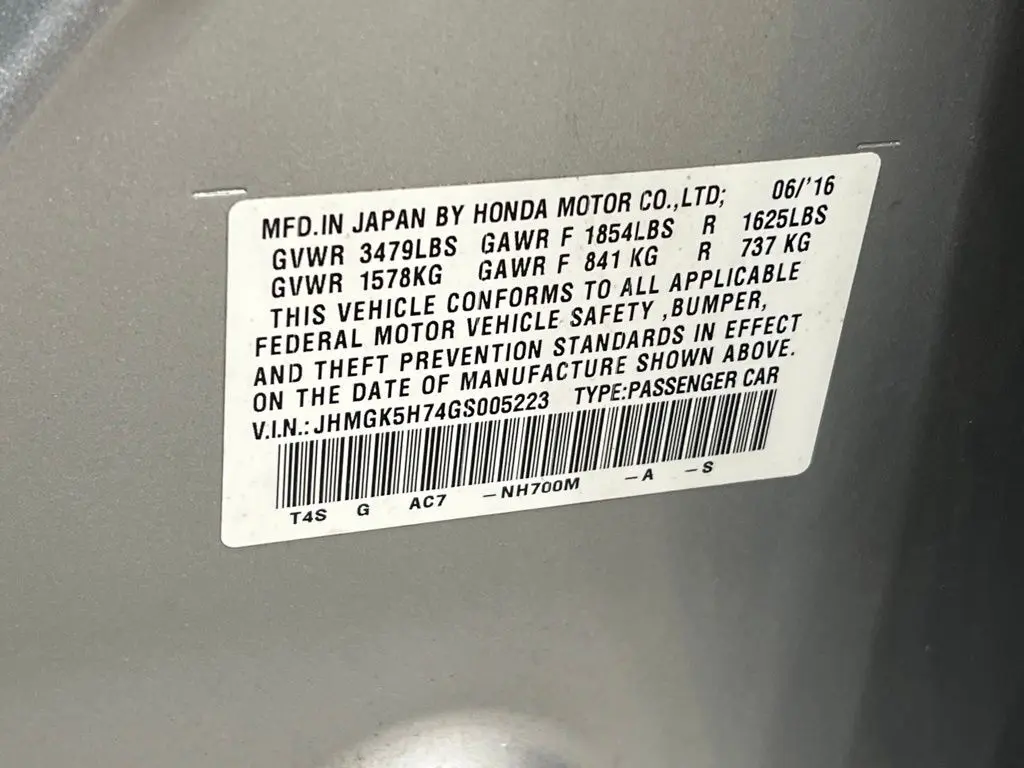 MFD.IN JAPAN BY HONDA MOTOR CO.,LTD; 06/'16
GVWR 3479LBS GAWR F 1854LBS R 1625LBS
GVWR 1578KG GAWR F 841 KG R 737 KG
THIS VEHICLE CONFORMS TO ALL APPLICABLE
FEDERAL MOTOR VEHICLE SAFETY ,BUMPER,
AND THEFT PREVENTION STANDARDS IN EFFECT
ON THE DATE OF MANUFACTURE SHOWN ABOVE.
V.I.N.: JHMGK5H74GS005223 TYPE:PASSENGER CAR
T4S G AC7 -NH700M -A -S